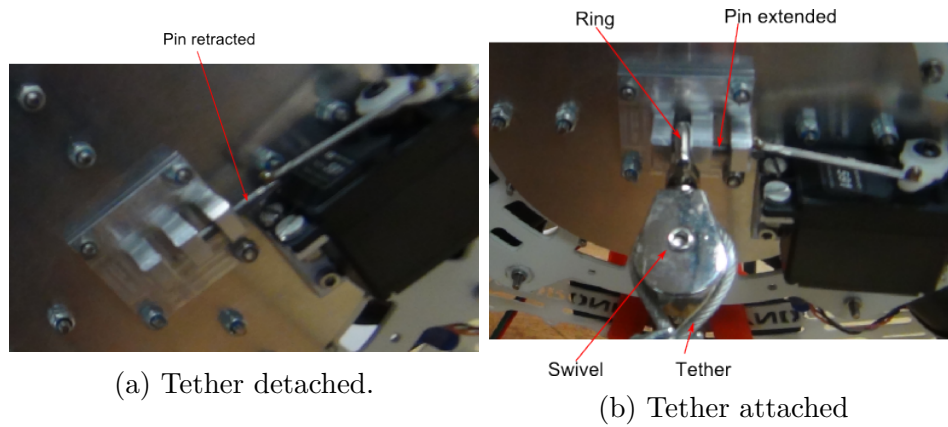 Pin retracted
Ring
Pin extended
Swivel
Tether
(a) Tether detached.
(b) Tether attached